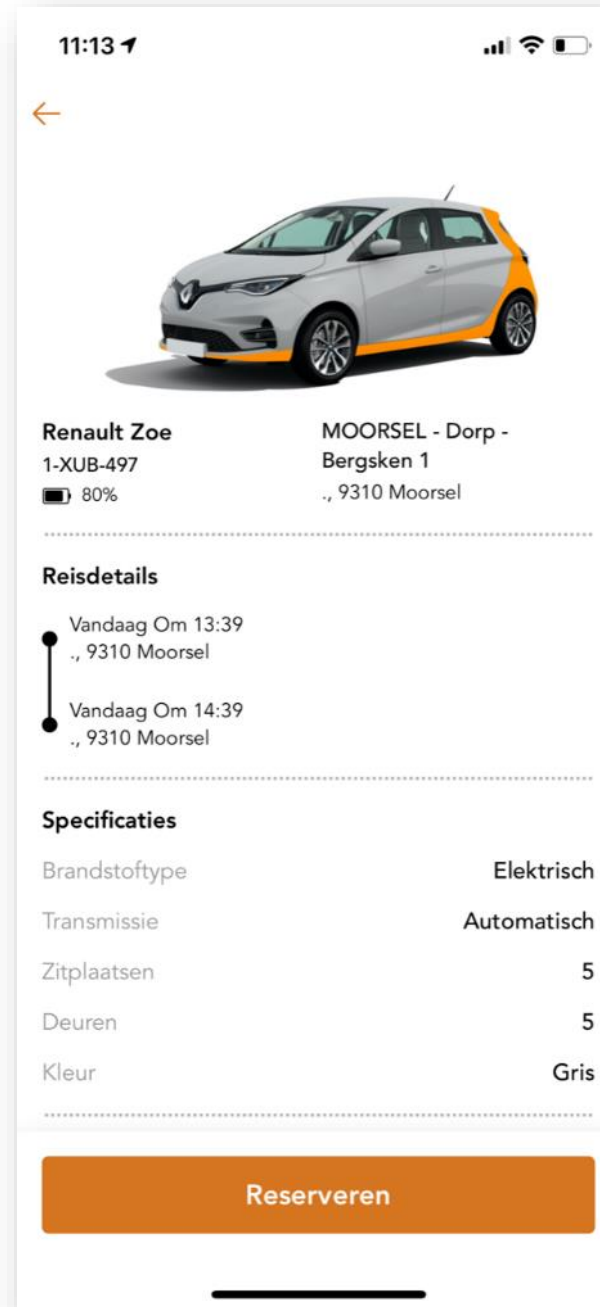 11:13
Renault Zoe
1-XUB-497
80%
MOORSEL - Dorp -
Bergsken 1
., 9310 Moorsel
Reisdetails
Vandaag Om 13:39
., 9310 Moorsel
Vandaag Om 14:39
., 9310 Moorsel
Specificaties
Brandstoftype Elektrisch
Transmissie Automatisch
Zitplaatsen 5
Deuren 5
Kleur Gris
Reserveren